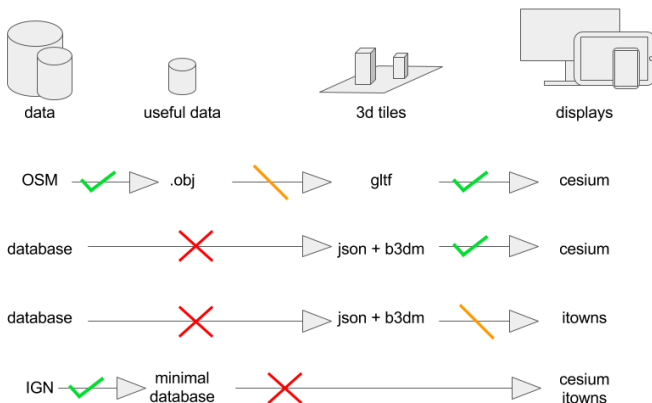 data
useful data
3d tiles
displays
OSM
.obj
gltf
cesium
database
json + b3dm
cesium
database
json + b3dm
itowns
IGN
minimal
database
cesium
itowns